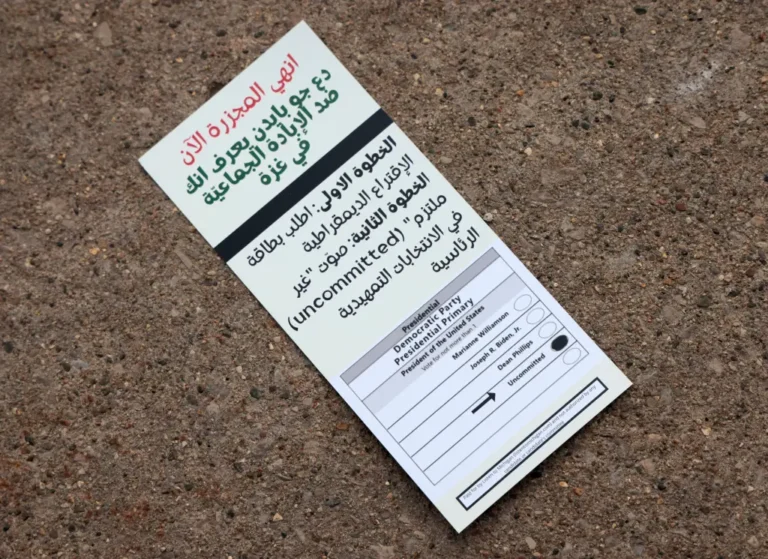 انهي المجزرة الآن
دع جو بايدن يعرف انك
ضد الإبادة الجماعيّة
في غزة
الخطوة الاولى: اطلب بطاقة
الإقتراع الديمقراطية
الخطوة الثانية: صوّت "غير
ملتزم" (uncommitted)
في الانتخابات التمهيدية
الرئاسية
Presidential
Democratic Party
Presidential Primary
President of the United States
Vote for not more than 1
Marianne Williamson
Joseph R. Biden, Jr.
Dean Phillips
Uncommitted